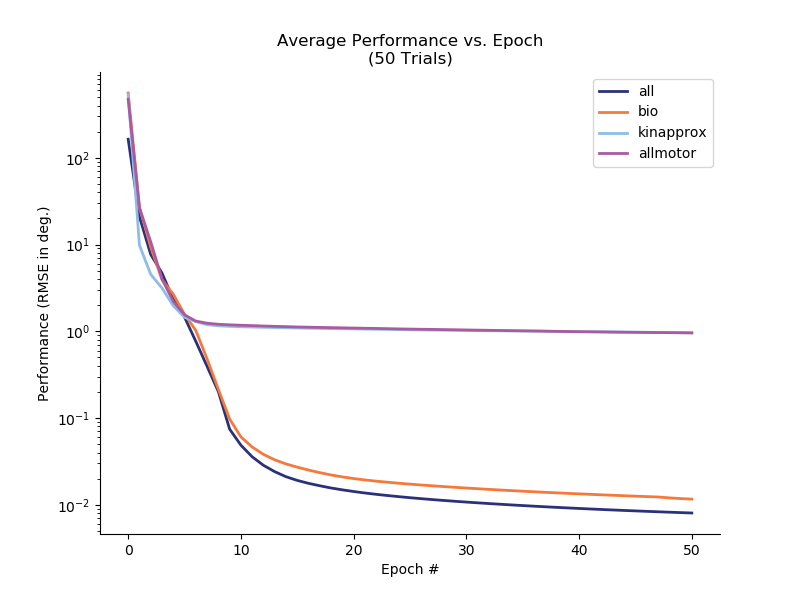 Average Performance vs. Epoch
(50 Trials)
all
bio
kinapprox
allmotor
Performance (RMSE in deg.)
10²
10¹
10⁰
10⁻¹
10⁻²
0 10 20 30 40 50
Epoch #